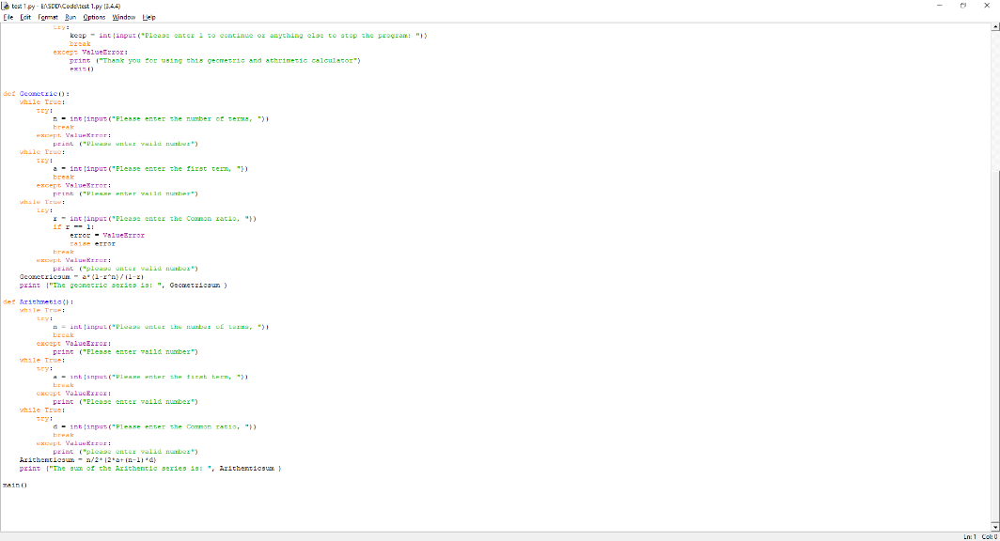 test 1.py - E:\SDD\Code\test 1.py (3.4.4)
File Edit Format Run Options Window Help
try:
keep = int(input("Please enter 1 to continue or anything else to stop the program: "))
break
except ValueError:
print ("Thank you for using this geometric and athrimetic calculator")
exit()
def Geometric():
while True:
try:
n = int(input("Please enter the number of terms, "))
break
except ValueError:
print ("Please enter vaild number")
while True:
try:
a = int(input("Please enter the first term, "))
break
except ValueError:
print ("Please enter vaild number")
while True:
try:
r = int(input("Please enter the Common ratio, "))
if r == 1:
error = ValueError
raise error
break
except ValueError:
print ("please enter valid number")
Geometricsum = a*(1-r^n)/(1-r)
print ("The geometric series is: ", Geometricsum )
def Arithmetic():
while True:
try:
n = int(input("Please enter the number of terms, "))
break
except ValueError:
print ("Please enter vaild number")
while True:
try:
a = int(input("Please enter the first term, "))
break
except ValueError:
print ("Please enter vaild number")
while True:
try:
d = int(input("Please enter the Common ratio, "))
break
except ValueError:
print ("please enter valid number")
Arithemticsum = n/2*(2*a+(n-1)*d)
print ("The sum of the Arithemtic series is: ", Arithemticsum )
main()
Ln: 1 Col: 0